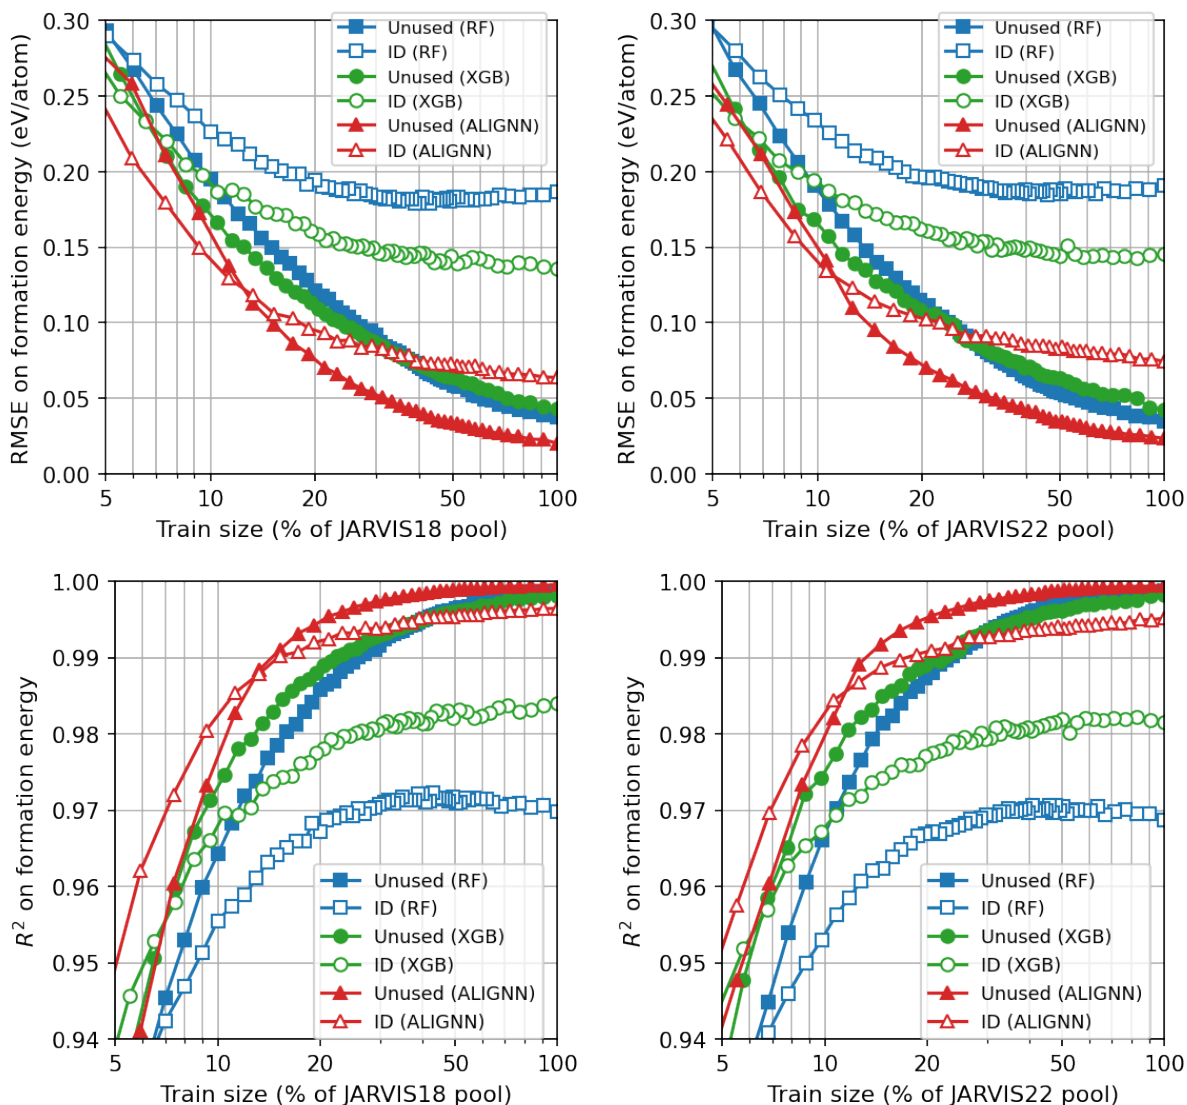 RMSE on formation energy (eV/atom)
0.30
0.25
0.20
0.15
0.10
0.05
0.00
5
10
20
50
100
Train size (% of JARVIS18 pool)
Unused (RF)
ID (RF)
Unused (XGB)
ID (XGB)
Unused (ALIGNN)
ID (ALIGNN)
RMSE on formation energy (eV/atom)
0.30
0.25
0.20
0.15
0.10
0.05
0.00
5
10
20
50
100
Train size (% of JARVIS22 pool)
Unused (RF)
ID (RF)
Unused (XGB)
ID (XGB)
Unused (ALIGNN)
ID (ALIGNN)
R² on formation energy
1.00
0.99
0.98
0.97
0.96
0.95
0.94
5
10
20
50
100
Train size (% of JARVIS18 pool)
Unused (RF)
ID (RF)
Unused (XGB)
ID (XGB)
Unused (ALIGNN)
ID (ALIGNN)
R² on formation energy
1.00
0.99
0.98
0.97
0.96
0.95
0.94
5
10
20
50
100
Train size (% of JARVIS22 pool)
Unused (RF)
ID (RF)
Unused (XGB)
ID (XGB)
Unused (ALIGNN)
ID (ALIGNN)